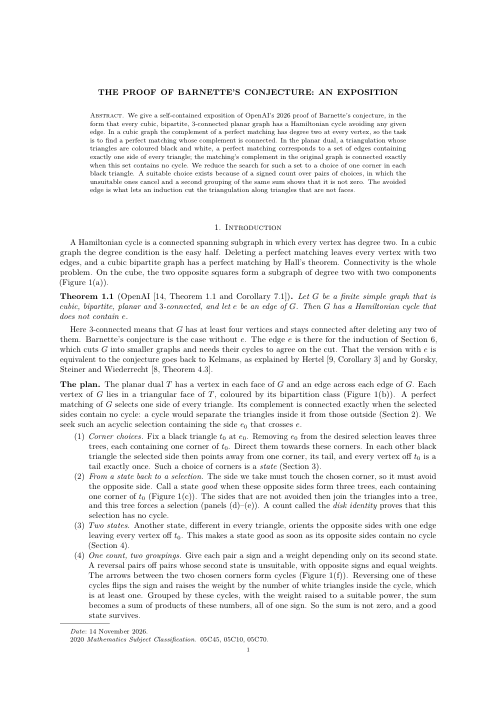 THE PROOF OF BARNETTE'S CONJECTURE: AN EXPOSITION
Abstract. We give a self-contained exposition of OpenAI's 2026 proof of Barnette's conjecture, in the
form that every cubic, bipartite, 3-connected planar graph has a Hamiltonian cycle avoiding any given
edge. In a cubic graph the complement of a perfect matching has degree two at every vertex, so the task
is to find a perfect matching whose complement is connected. In the planar dual, a triangulation whose
triangles are coloured black and white, a perfect matching corresponds to a set of edges containing
exactly one side of every triangle; the matching's complement in the original graph is connected exactly
when this set contains no cycle. We reduce the search for such a set to a choice of one corner in each
black triangle. A suitable choice exists because of a signed count over pairs of choices, in which the
unsuitable ones cancel and a second grouping of the same sum shows that it is not zero. The avoided
edge is what lets an induction cut the triangulation along triangles that are not faces.
1. Introduction
A Hamiltonian cycle is a connected spanning subgraph in which every vertex has degree two. In a cubic
graph the degree condition is the easy half. Deleting a perfect matching leaves every vertex with two
edges, and a cubic bipartite graph has a perfect matching by Hall's theorem. Connectivity is the whole
problem. On the cube, the two opposite squares form a subgraph of degree two with two components
(Figure 1(a)).
Theorem 1.1 (OpenAI [14, Theorem 1.1 and Corollary 7.1]). Let G be a finite simple graph that is
cubic, bipartite, planar and 3-connected, and let e be an edge of G. Then G has a Hamiltonian cycle that
does not contain e.
Here 3-connected means that G has at least four vertices and stays connected after deleting any two of
them. Barnette's conjecture is the case without e. The edge e is there for the induction of Section 6,
which cuts G into smaller graphs and needs their cycles to agree on the cut. That the version with e is
equivalent to the conjecture goes back to Kelmans, as explained by Hertel [9, Corollary 3] and by Gorsky,
Steiner and Wiederrecht [8, Theorem 4.3].
The plan. The planar dual T has a vertex in each face of G and an edge across each edge of G. Each
vertex of G lies in a triangular face of T, coloured by its bipartition class (Figure 1(b)). A perfect
matching of G selects one side of every triangle. Its complement is connected exactly when the selected
sides contain no cycle: a cycle would separate the triangles inside it from those outside (Section 2). We
seek such an acyclic selection containing the side e₀ that crosses e.
(1) Corner choices. Fix a black triangle t₀ at e₀. Removing e₀ from the desired selection leaves three
trees, each containing one corner of t₀. Direct them towards these corners. In each other black
triangle the selected side then points away from one corner, its tail, and every vertex off t₀ is a
tail exactly once. Such a choice of corners is a state (Section 3).
(2) From a state back to a selection. The side we take must touch the chosen corner, so it must avoid
the opposite side. Call a state good when these opposite sides form three trees, each containing
one corner of t₀ (Figure 1(c)). The sides that are not avoided then join the triangles into a tree,
and this tree forces a selection (panels (d)–(e)). A count called the disk identity proves that this
selection has no cycle.
(3) Two states. Another state, different in every triangle, orients the opposite sides with one edge
leaving every vertex off t₀. This makes a state good as soon as its opposite sides contain no cycle
(Section 4).
(4) One count, two groupings. Give each pair a sign and a weight depending only on its second state.
A reversal pairs off pairs whose second state is unsuitable, with opposite signs and equal weights.
The arrows between the two chosen corners form cycles (Figure 1(f)). Reversing one of these
cycles flips the sign and raises the weight by the number of white triangles inside the cycle, which
is at least one. Grouped by these cycles, with the weight raised to a suitable power, the sum
becomes a sum of products of these numbers, all of one sign. So the sum is not zero, and a good
state survives.
Date: 14 November 2026.
2020 Mathematics Subject Classification. 05C45, 05C10, 05C70.
1